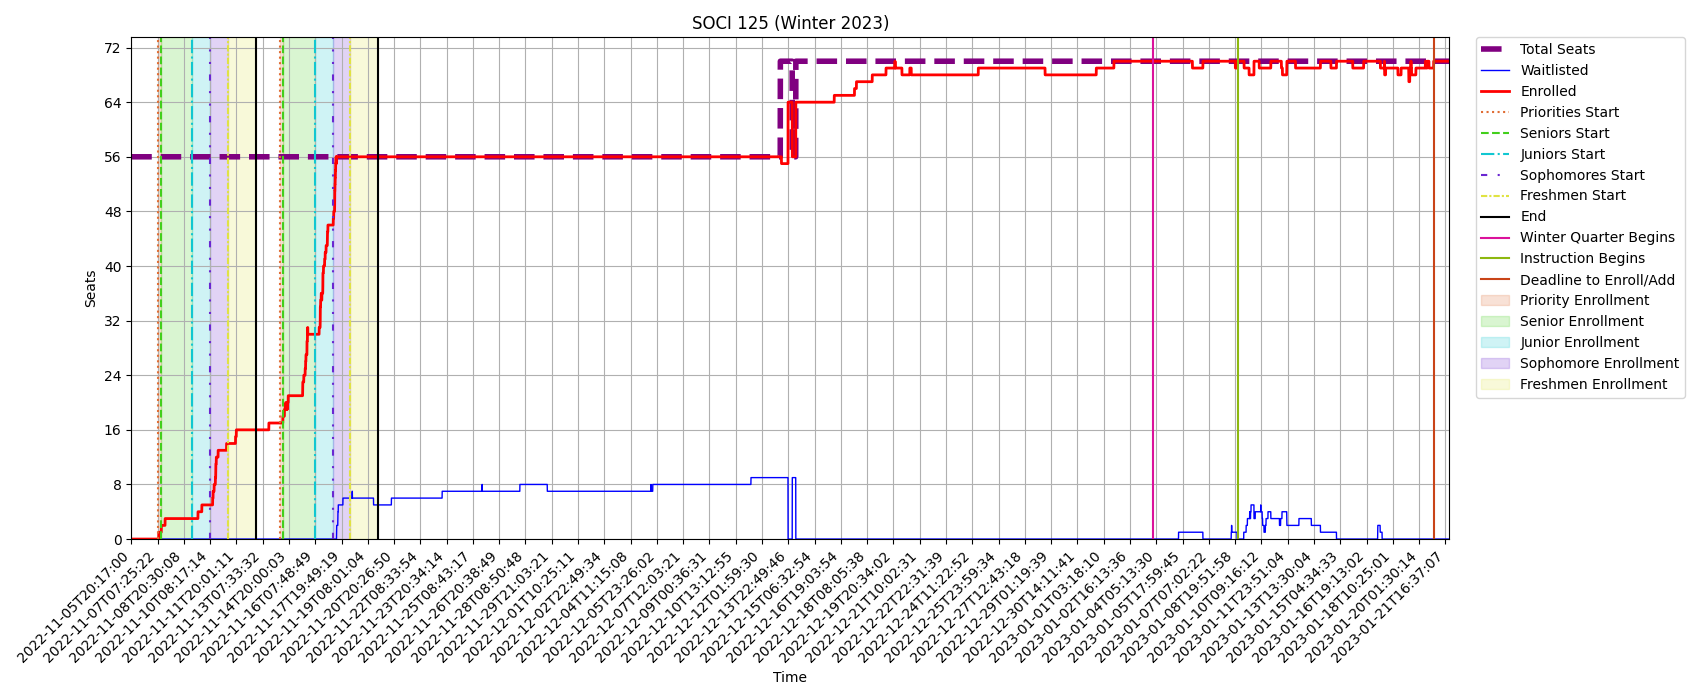 SOCI 125 (Winter 2023)
Seats
72
64
56
48
40
32
24
16
8
0
2022-11-05T20:17:00
2022-11-07T07:25:22
2022-11-08T20:30:08
2022-11-10T08:17:14
2022-11-11T20:01:11
2022-11-13T07:33:32
2022-11-14T20:00:03
2022-11-16T07:48:49
2022-11-17T19:49:19
2022-11-19T08:01:04
2022-11-20T20:26:50
2022-11-22T08:33:54
2022-11-23T20:34:14
2022-11-25T08:43:17
2022-11-26T20:38:49
2022-11-28T08:50:48
2022-11-29T21:03:21
2022-12-01T10:25:11
2022-12-02T22:49:34
2022-12-04T11:15:08
2022-12-05T23:26:02
2022-12-07T12:03:21
2022-12-09T00:36:31
2022-12-10T13:12:55
2022-12-12T01:59:30
2022-12-13T22:49:46
2022-12-15T06:32:54
2022-12-16T19:03:54
2022-12-18T08:05:38
2022-12-19T21:20:34:02
2022-12-21T10:02:31
2022-12-22T22:31:39
2022-12-24T11:22:52
2022-12-25T23:59:34
2022-12-27T12:43:18
2022-12-29T01:19:39
2022-12-30T14:11:41
2023-01-01T03:18:10
2023-01-02T16:13:36
2023-01-04T05:13:30
2023-01-05T17:59:45
2023-01-07T07:02:22
2023-01-08T19:51:58
2023-01-10T09:16:12
2023-01-11T23:51:04
2023-01-13T13:30:04
2023-01-15T04:34:33
2023-01-16T19:13:02
2023-01-18T10:25:01
2023-01-20T01:30:14
2023-01-21T16:37:07
Time
Total Seats
Waitlisted
Enrolled
Priorities Start
Seniors Start
Juniors Start
Sophomores Start
Freshmen Start
End
Winter Quarter Begins
Instruction Begins
Deadline to Enroll/Add
Priority Enrollment
Senior Enrollment
Junior Enrollment
Sophomore Enrollment
Freshmen Enrollment